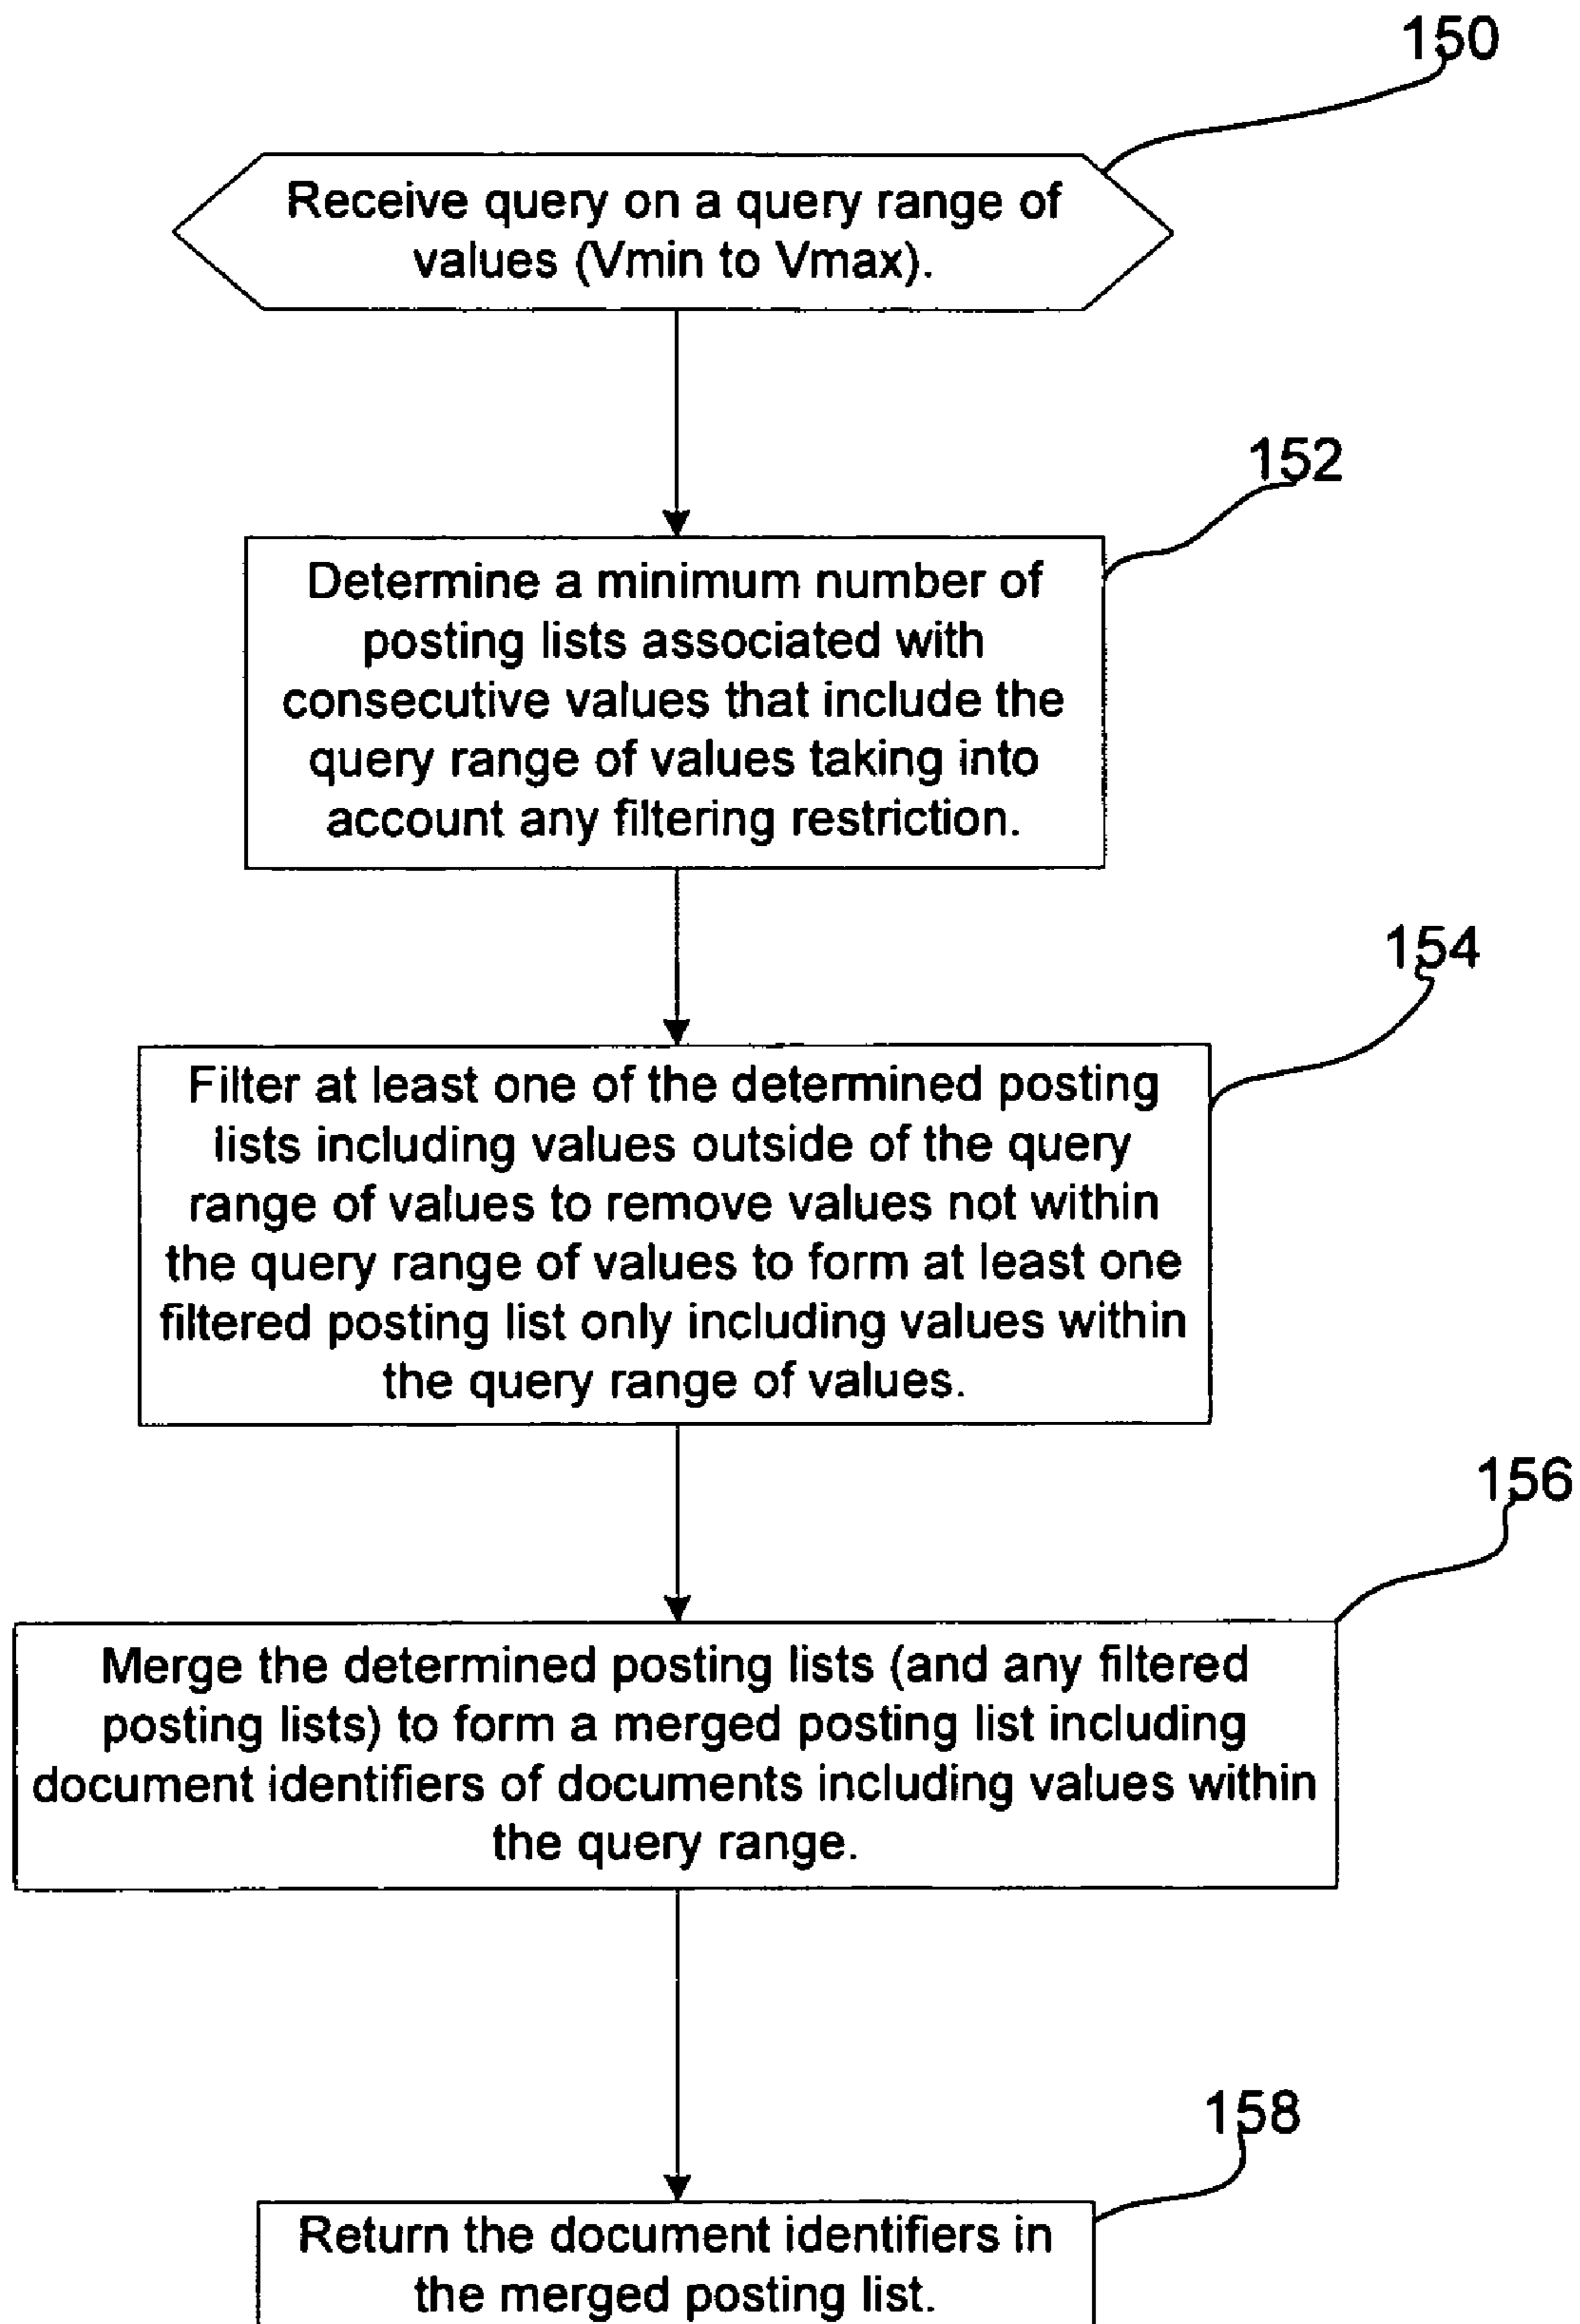 150
Receive query on a query range of
values (Vmin to Vmax).
152
Determine a minimum number of
posting lists associated with
consecutive values that include the
query range of values taking into
account any filtering restriction.
154
Filter at least one of the determined posting
lists including values outside of the query
range of values to remove values not within
the query range of values to form at least one
filtered posting list only including values within
the query range of values.
156
Merge the determined posting lists (and any filtered
posting lists) to form a merged posting list including
document identifiers of documents including values within
the query range.
158
Return the document identifiers in
the merged posting list.